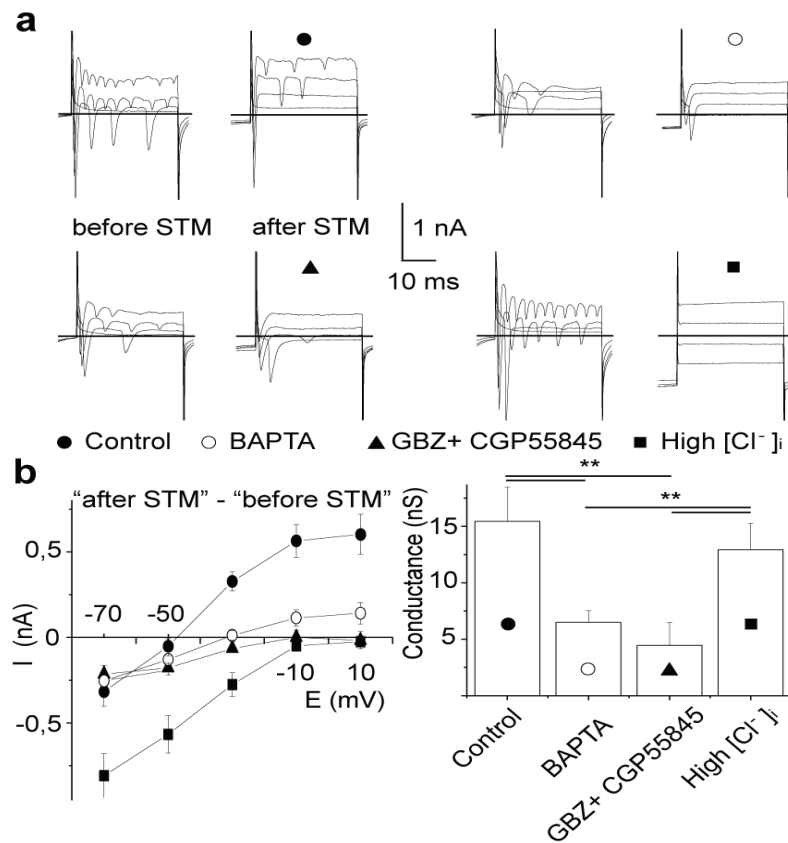 a
before STM
after STM
1 nA
10 ms
● Control ○ BAPTA ▲ GBZ+ CGP55845 ■ High [Cl⁻]i
b
“after STM” - “before STM”
0,5
-70
-50
0
-10
10
E (mV)
-0,5
I (nA)
**
**
15
10
5
Conductance (nS)
Control
BAPTA
GBZ+ CGP55845
High [Cl⁻]i